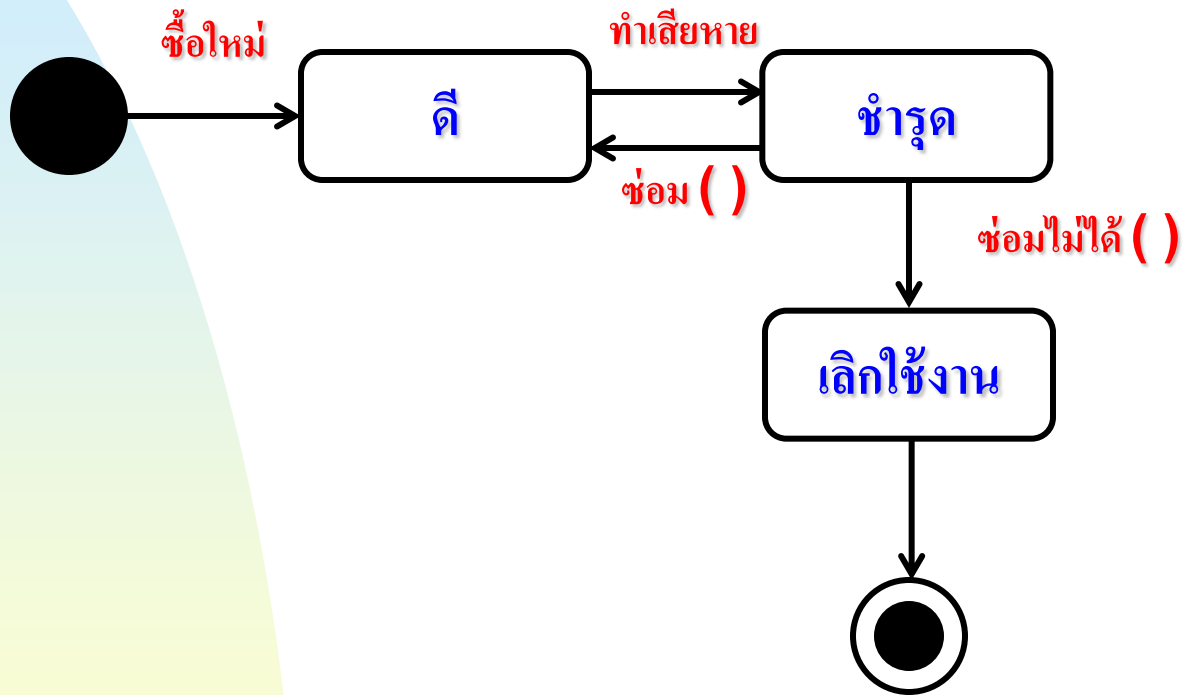 ซื้อใหม่
ทำเสียหาย
ดี
ชำรุด
ซ่อม ( )
ซ่อมไม่ได้ ( )
เลิกใช้งาน